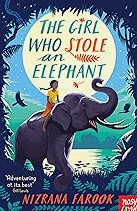 THE GIRL
WHO STOLE
an
ELEPHANT
NIZRANA FAROOK
"Adventuring
at its best"